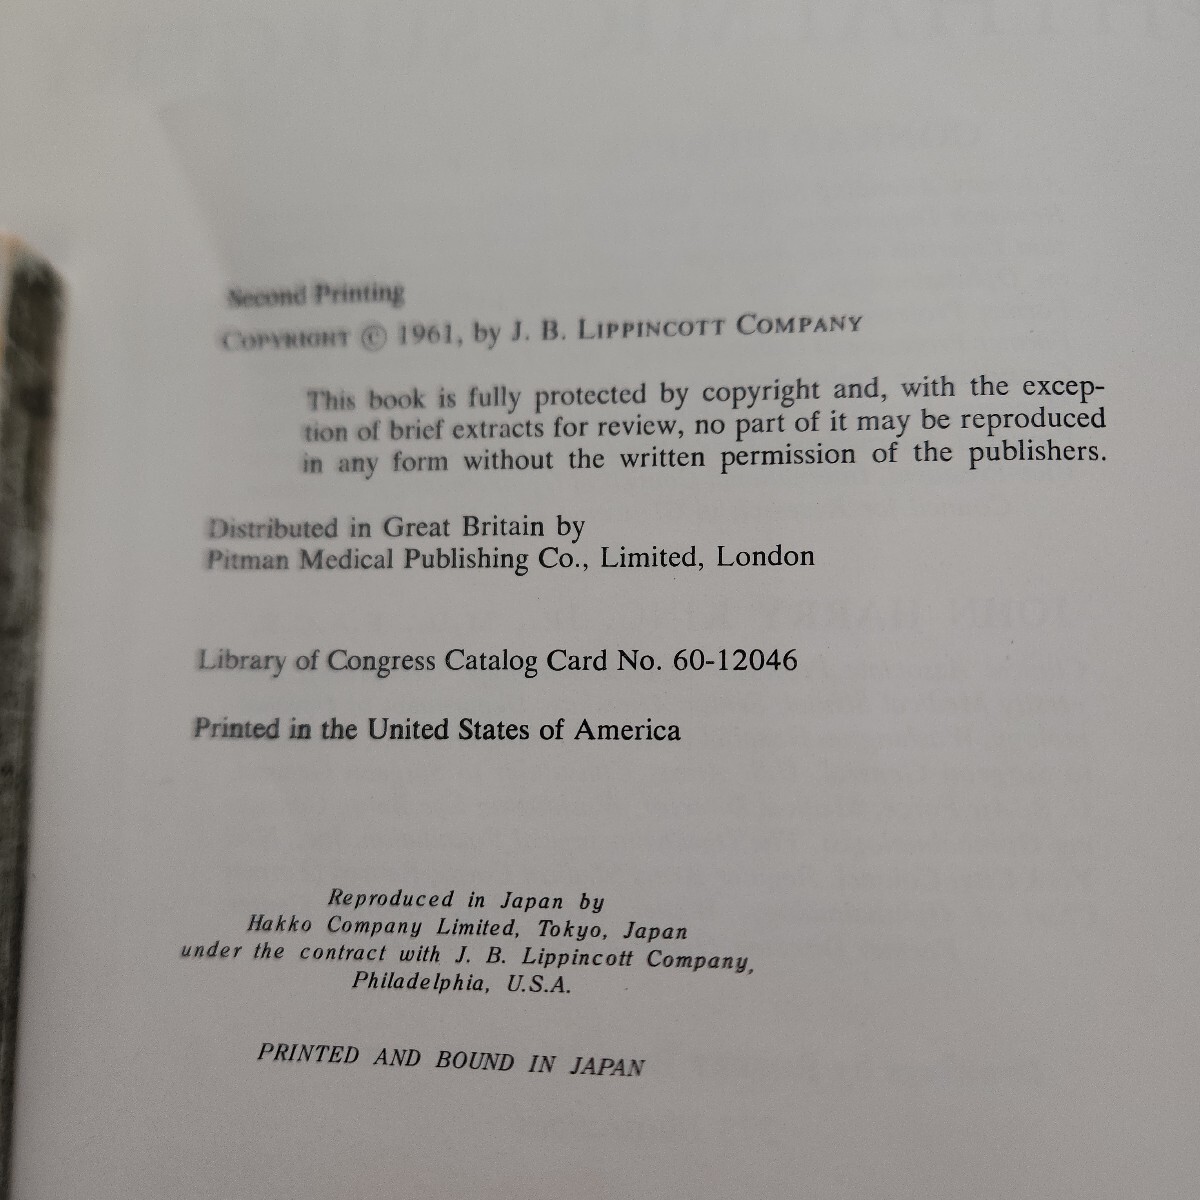 Second Printing
COPYRIGHT © 1961, by J. B. LIPPINCOTT COMPANY
This book is fully protected by copyright and, with the excep-
tion of brief extracts for review, no part of it may be reproduced
in any form without the written permission of the publishers.
Distributed in Great Britain by
Pitman Medical Publishing Co., Limited, London
Library of Congress Catalog Card No. 60-12046
Printed in the United States of America
Reproduced in Japan by
Hakko Company Limited, Tokyo, Japan
under the contract with J. B. Lippincott Company,
Philadelphia, U.S.A.
PRINTED AND BOUND IN JAPAN